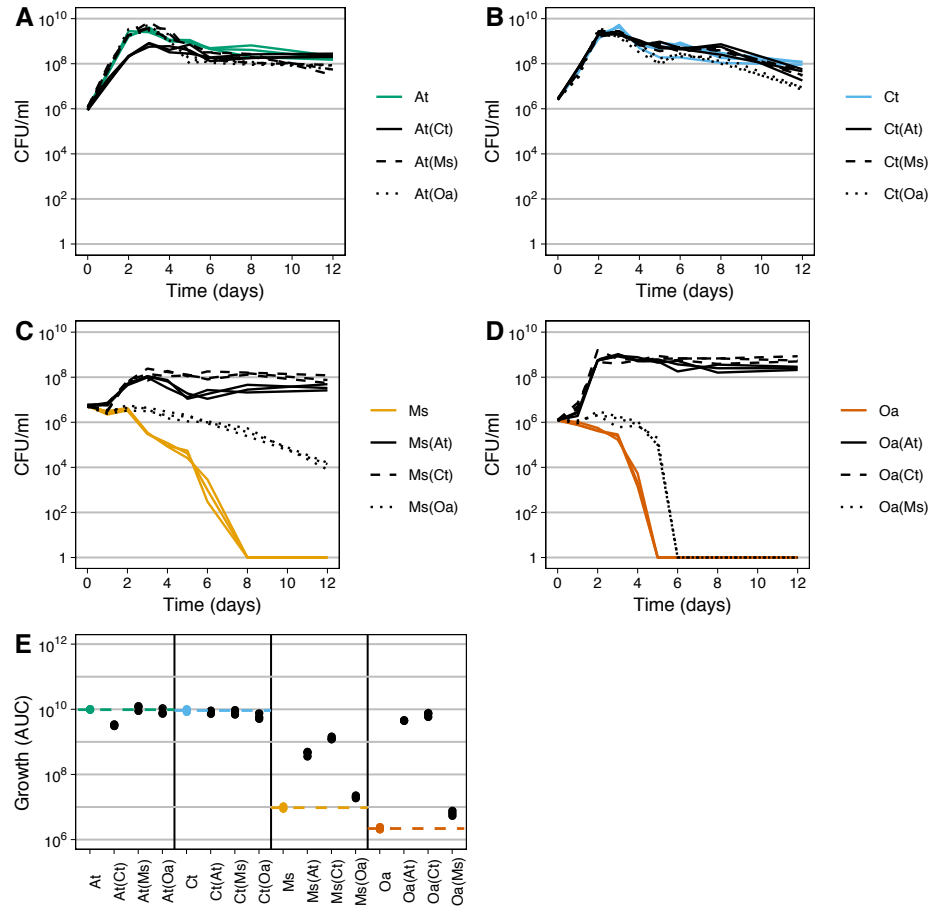 A
CFU/ml
10^10
10^8
10^6
10^4
10^2
1
0 2 4 6 8 10 12
Time (days)
At
At(Ct)
At(Ms)
At(Oa)
B
CFU/ml
10^10
10^8
10^6
10^4
10^2
1
0 2 4 6 8 10 12
Time (days)
Ct
Ct(At)
Ct(Ms)
Ct(Oa)
C
CFU/ml
10^10
10^8
10^6
10^4
10^2
1
0 2 4 6 8 10 12
Time (days)
Ms
Ms(At)
Ms(Ct)
Ms(Oa)
D
CFU/ml
10^10
10^8
10^6
10^4
10^2
1
0 2 4 6 8 10 12
Time (days)
Oa
Oa(At)
Oa(Ct)
Oa(Ms)
E
Growth (AUC)
10^12
10^10
10^8
10^6
At At(Ct) At(Ms) At(Oa) Ct Ct(At) Ct(Ms) Ct(Oa) Ms Ms(At) Ms(Ct) Ms(Oa) Oa Oa(At) Oa(Ct) Oa(Ms)